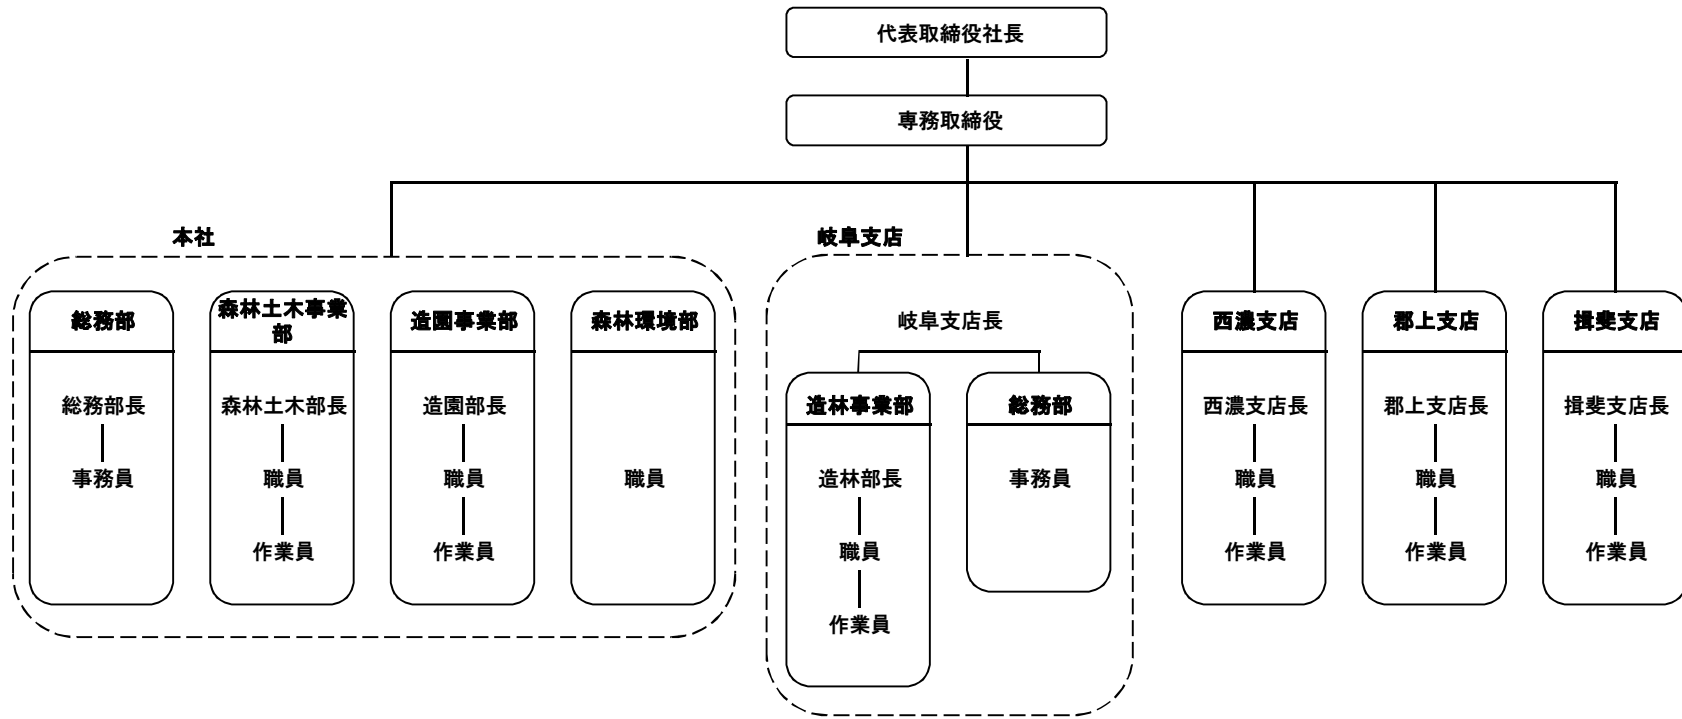 代表取締役社長
専務取締役
本社
総務部
総務部長
事務員
森林土木事業
部
森林土木部長
職員
作業員
造園事業部
造園部長
職員
作業員
森林環境部
職員
岐阜支店
岐阜支店長
造林事業部
造林部長
職員
作業員
総務部
事務員
西濃支店
西濃支店長
職員
作業員
郡上支店
郡上支店長
職員
作業員
揖斐支店
揖斐支店長
職員
作業員